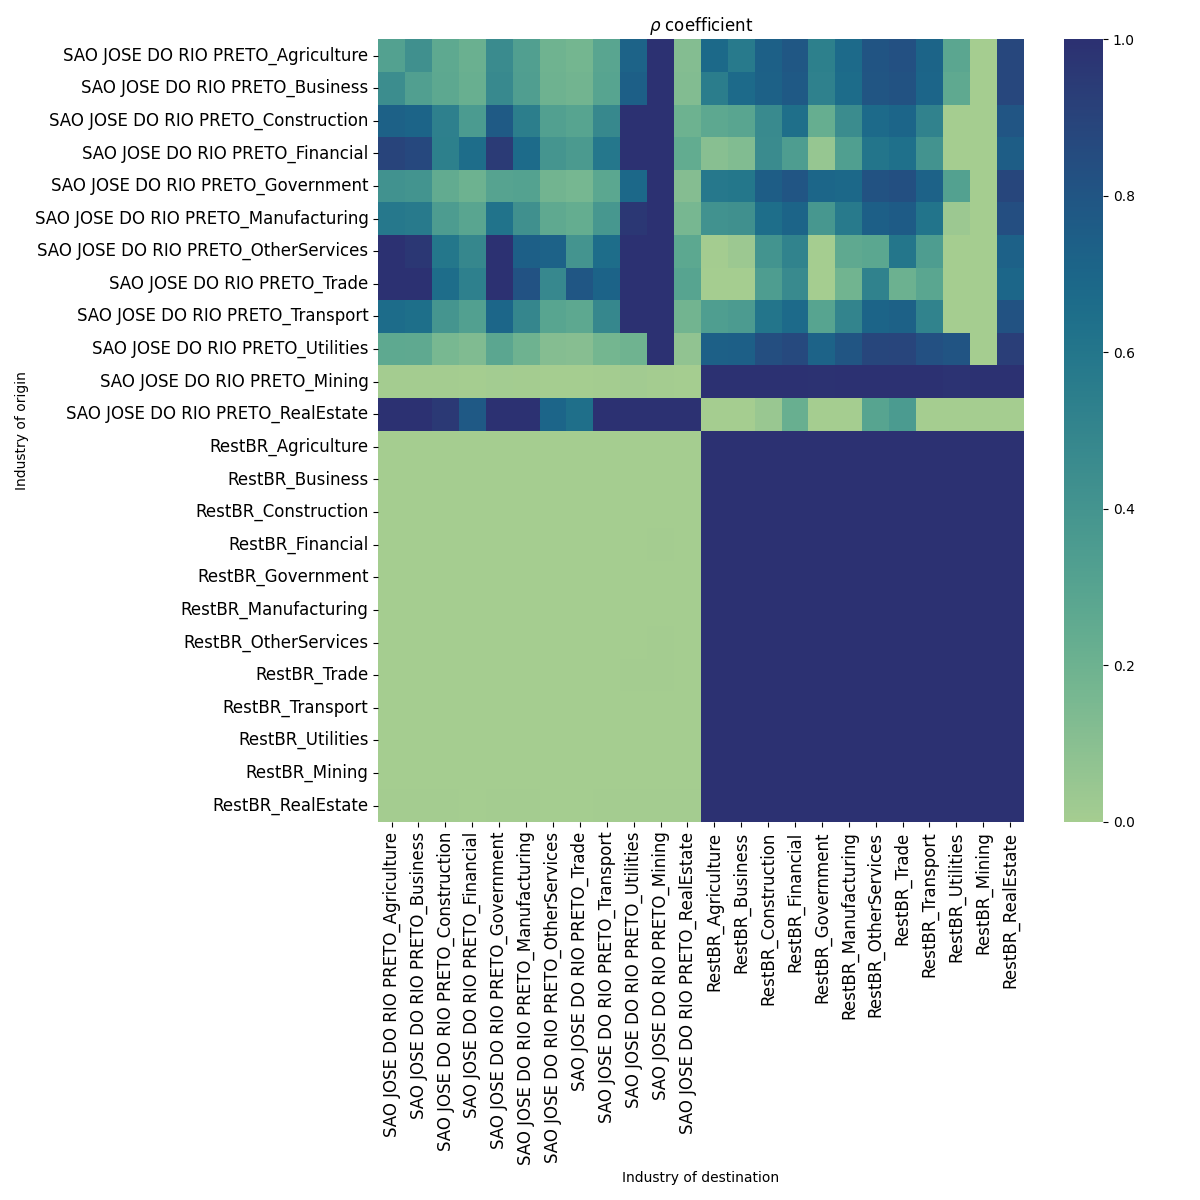 ρ coefficient
SAO JOSE DO RIO PRETO_Agriculture
SAO JOSE DO RIO PRETO_Business
SAO JOSE DO RIO PRETO_Construction
SAO JOSE DO RIO PRETO_Financial
SAO JOSE DO RIO PRETO_Government
SAO JOSE DO RIO PRETO_Manufacturing
SAO JOSE DO RIO PRETO_OtherServices
SAO JOSE DO RIO PRETO_Trade
SAO JOSE DO RIO PRETO_Transport
SAO JOSE DO RIO PRETO_Utilities
SAO JOSE DO RIO PRETO_Mining
SAO JOSE DO RIO PRETO_RealEstate
RestBR_Agriculture
RestBR_Business
RestBR_Construction
RestBR_Financial
RestBR_Government
RestBR_Manufacturing
RestBR_OtherServices
RestBR_Trade
RestBR_Transport
RestBR_Utilities
RestBR_Mining
RestBR_RealEstate
Industry of origin
SAO JOSE DO RIO PRETO_Agriculture
SAO JOSE DO RIO PRETO_Business
SAO JOSE DO RIO PRETO_Construction
SAO JOSE DO RIO PRETO_Financial
SAO JOSE DO RIO PRETO_Government
SAO JOSE DO RIO PRETO_Manufacturing
SAO JOSE DO RIO PRETO_OtherServices
SAO JOSE DO RIO PRETO_Trade
SAO JOSE DO RIO PRETO_Transport
SAO JOSE DO RIO PRETO_Utilities
SAO JOSE DO RIO PRETO_Mining
SAO JOSE DO RIO PRETO_RealEstate
RestBR_Agriculture
RestBR_Business
RestBR_Construction
RestBR_Financial
RestBR_Government
RestBR_Manufacturing
RestBR_OtherServices
RestBR_Trade
RestBR_Transport
RestBR_Utilities
RestBR_Mining
RestBR_RealEstate
Industry of destination
1.0
0.8
0.6
0.4
0.2
0.0